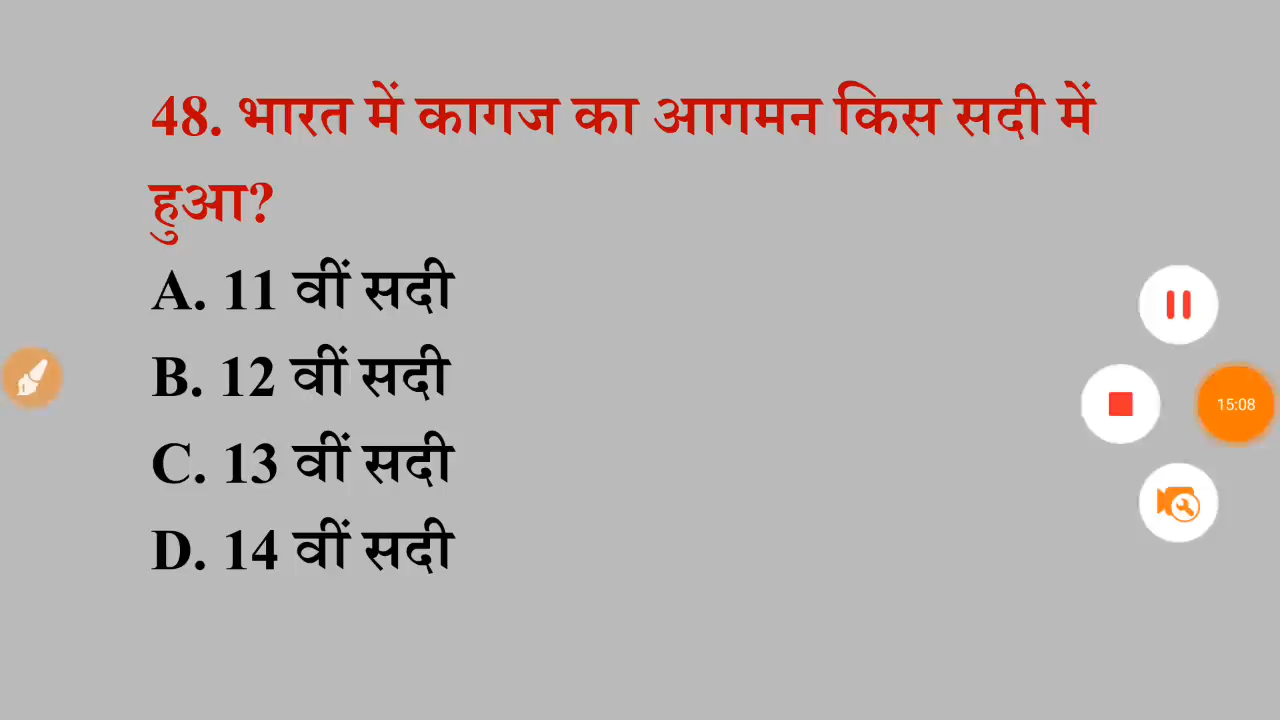 48. भारत में कागज का आगमन किस सदी में
हुआ?
A. 11 वीं सदी
B. 12 वीं सदी
C. 13 वीं सदी
D. 14 वीं सदी
15:08